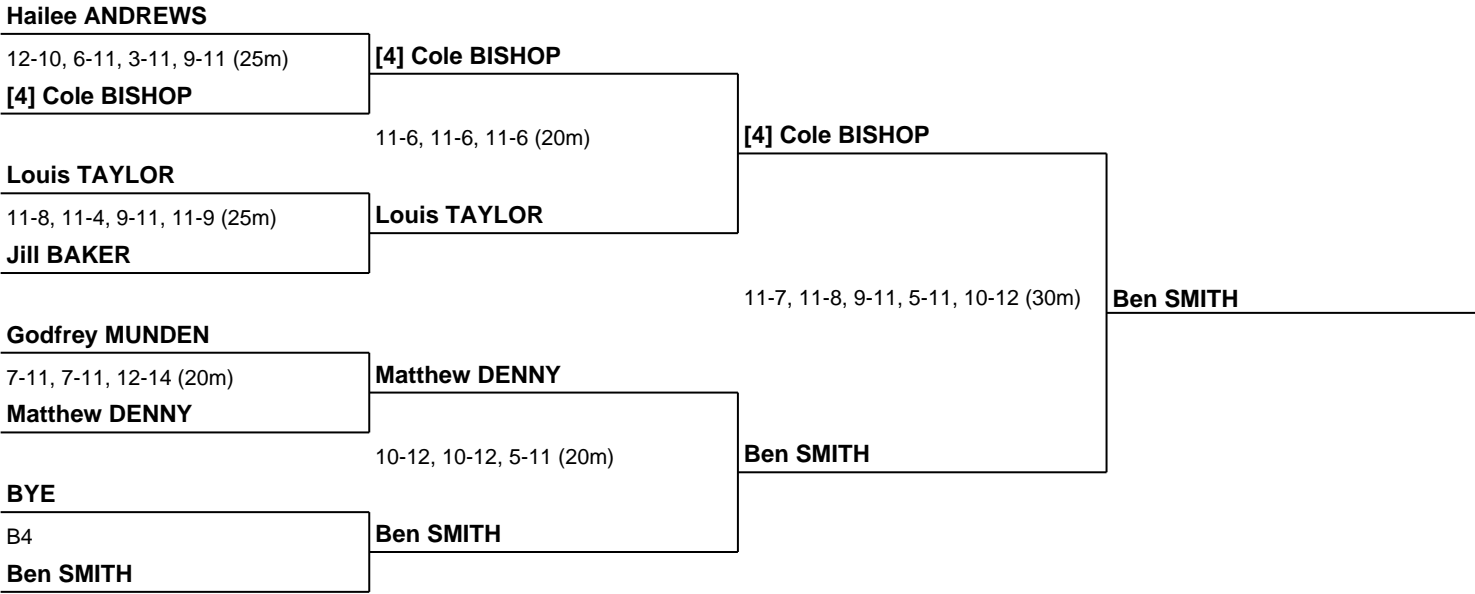 Hailee ANDREWS
12-10, 6-11, 3-11, 9-11 (25m)
[4] Cole BISHOP
[4] Cole BISHOP
11-6, 11-6, 11-6 (20m)
[4] Cole BISHOP
Louis TAYLOR
11-8, 11-4, 9-11, 11-9 (25m)
Louis TAYLOR
Jill BAKER
11-7, 11-8, 9-11, 5-11, 10-12 (30m)
Ben SMITH
Godfrey MUNDEN
7-11, 7-11, 12-14 (20m)
Matthew DENNY
Matthew DENNY
10-12, 10-12, 5-11 (20m)
Ben SMITH
BYE
B4
Ben SMITH
Ben SMITH